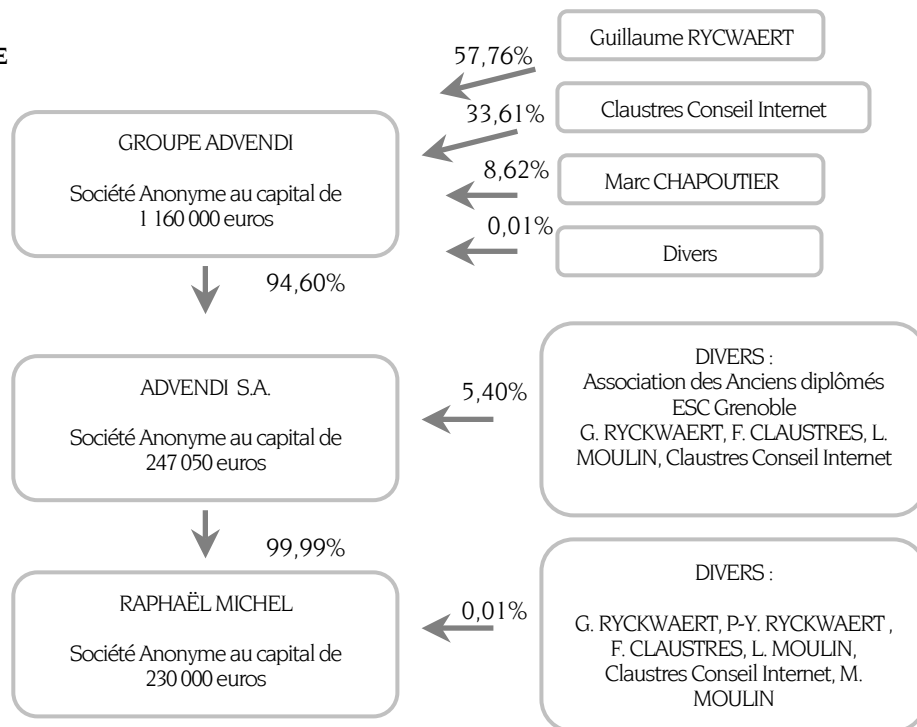 E
Guillaume RYCWAERT
57,76%
Claustres Conseil Internet
33,61%
GROUPE ADVENDI
Société Anonyme au capital de
1 160 000 euros
Marc CHAPOUTIER
8,62%
0,01%
Divers
94,60%
ADVENDI S.A.
Société Anonyme au capital de
247 050 euros
5,40%
DIVERS :
Association des Anciens diplômés
ESC Grenoble
G. RYCKWAERT, F. CLAUSTRES, L.
MOULIN, Claustres Conseil Internet
99,99%
RAPHAËL MICHEL
Société Anonyme au capital de
230 000 euros
0,01%
DIVERS :
G. RYCKWAERT, P-Y. RYCKWAERT ,
F. CLAUSTRES, L. MOULIN,
Claustres Conseil Internet, M.
MOULIN